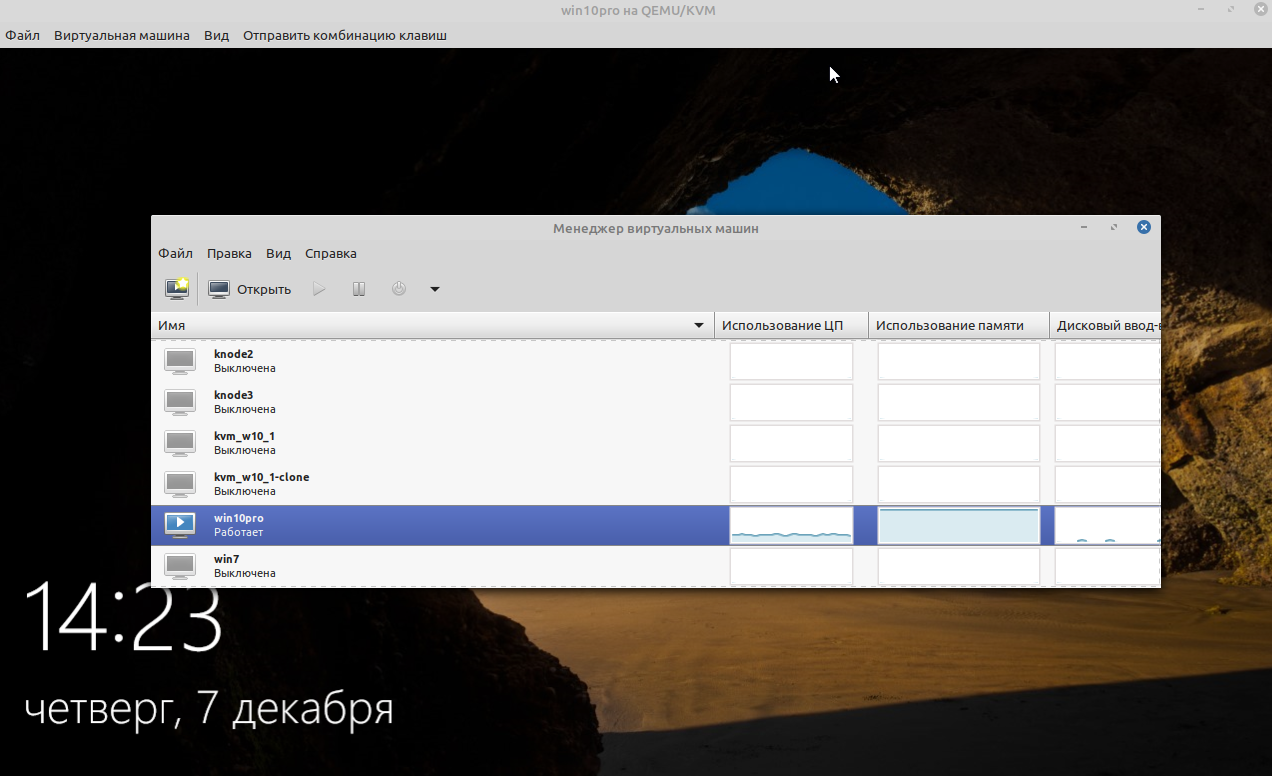 win10pro на QEMU/KVM
Файл Виртуальная машина Вид Отправить комбинацию клавиш
Менеджер виртуальных машин
Файл Правка Вид Справка
Открыть
Имя Использование ЦП Использование памяти Дисковый ввод-в
knode2
Выключена
knode3
Выключена
kvm_w10_1
Выключена
kvm_w10_1-clone
Выключена
win10pro
Работает
win7
Выключена
14:23
четверг, 7 декабря